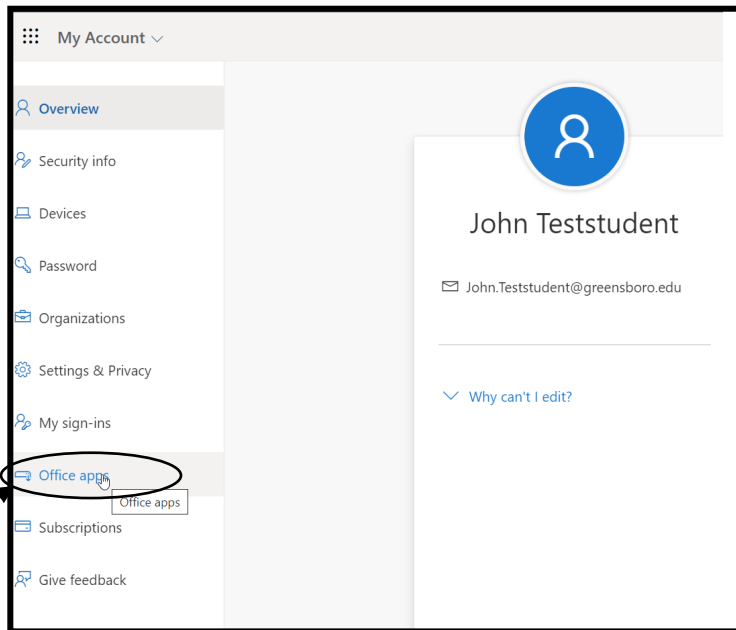 My Account
Overview
Security info
Devices
Password
Organizations
Settings & Privacy
My sign-ins
Office apps
Office apps
Subscriptions
Give feedback
John Teststudent
John.Teststudent@greensboro.edu
Why can't I edit?